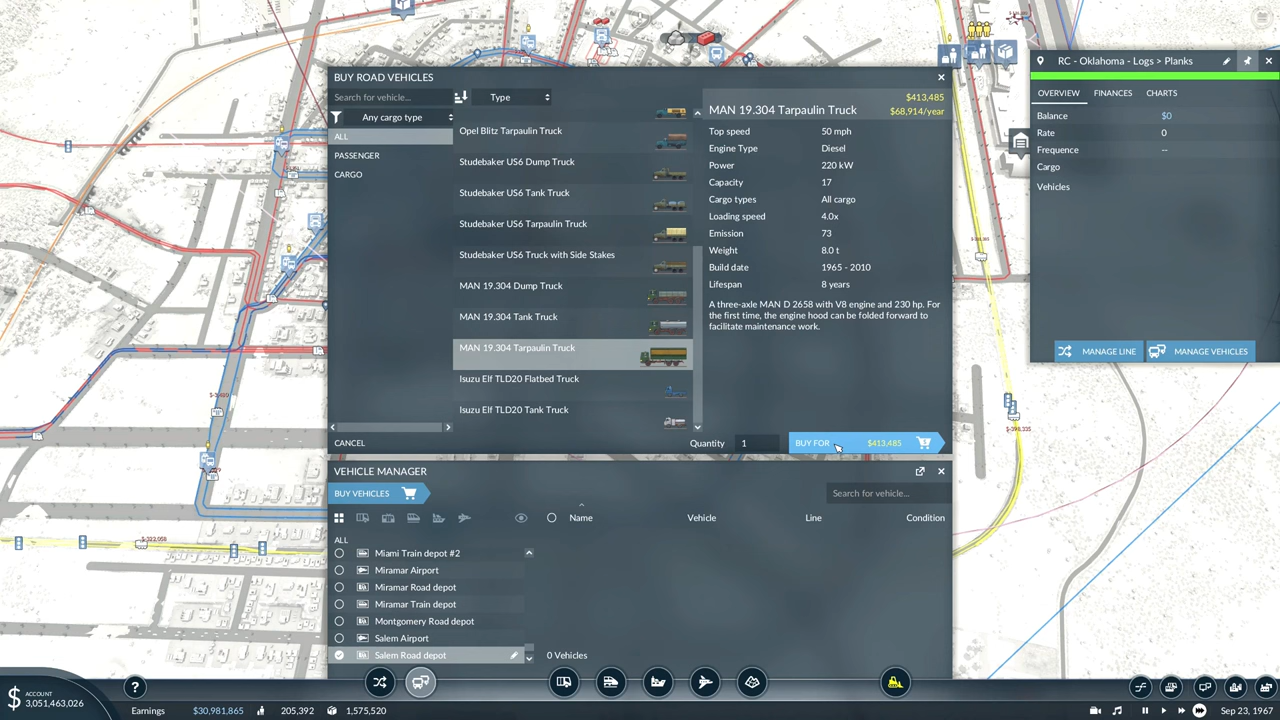 BUY ROAD VEHICLES
Search for vehicle...
Type
Any cargo type
ALL
PASSENGER
CARGO
Opel Blitz Tarpaulin Truck
Studebaker US6 Dump Truck
Studebaker US6 Tank Truck
Studebaker US6 Tarpaulin Truck
Studebaker US6 Truck with Side Stakes
MAN 19.304 Dump Truck
MAN 19.304 Tank Truck
MAN 19.304 Tarpaulin Truck
Isuzu Elf TLD20 Flatbed Truck
Isuzu Elf TLD20 Tank Truck
$413,485
MAN 19.304 Tarpaulin Truck
$68,914/year
Top speed 50 mph
Engine Type Diesel
Power 220 kW
Capacity 17
Cargo types All cargo
Loading speed 4.0x
Emission 73
Weight 8.0 t
Build date 1965 - 2010
Lifespan 8 years
A three-axle MAN D 2658 with V8 engine and 230 hp. For
the first time, the engine hood can be folded forward to
facilitate maintenance work.
CANCEL
Quantity 1
BUY FOR $413,485
RC - Oklahoma - Logs > Planks
OVERVIEW FINANCES CHARTS
Balance $0
Rate 0
Frequency --
Cargo
Vehicles
MANAGE LINE MANAGE VEHICLES
VEHICLE MANAGER
BUY VEHICLES
Search for vehicle...
Name Vehicle Line Condition
ALL
Miami Train depot #2
Miramar Airport
Miramar Road depot
Miramar Train depot
Montgomery Road depot
Salem Airport
Salem Road depot
0 Vehicles
$ ACCOUNT
3,051,463,026
?
Earnings $30,981,865 205,392 1,575,520
Sep 23, 1967